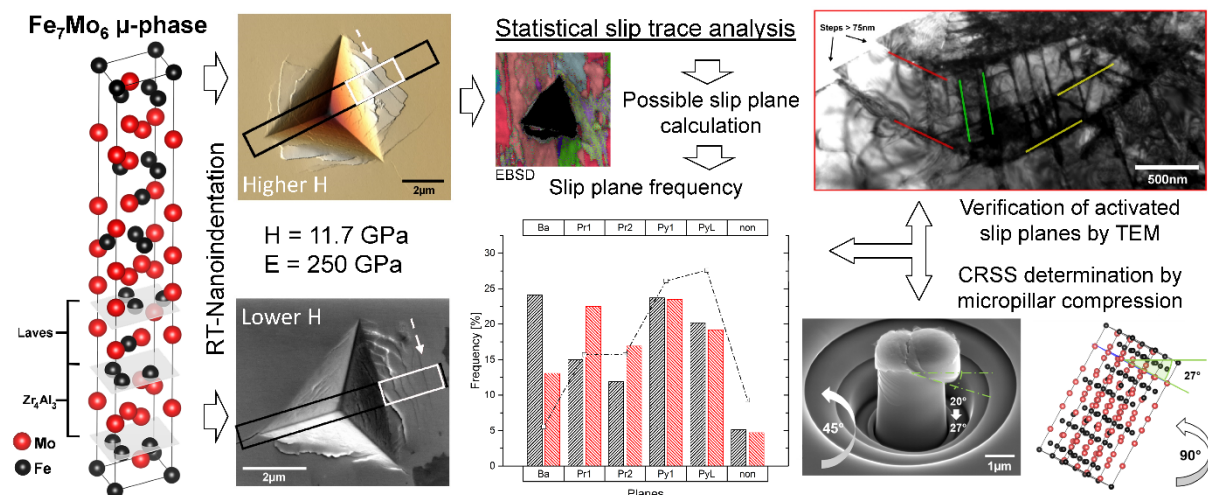 Fe7Mo6 µ-phase
Laves
Zr4Al3
Mo
Fe
RT-Nanoindentation
Higher H
2µm
H = 11.7 GPa
E = 250 GPa
Lower H
2µm
Statistical slip trace analysis
EBSD
Possible slip plane
calculation
Slip plane frequency
Ba Pr1 Pr2 Py1 PyL non
Frequency [%]
30
25
20
15
10
5
0
Ba Pr1 Pr2 Py1 PyL non
Planes
Steps > 75nm
500nm
Verification of activated
slip planes by TEM
CRSS determination by
micropillar compression
45°
20°
27°
1µm
27°
90°